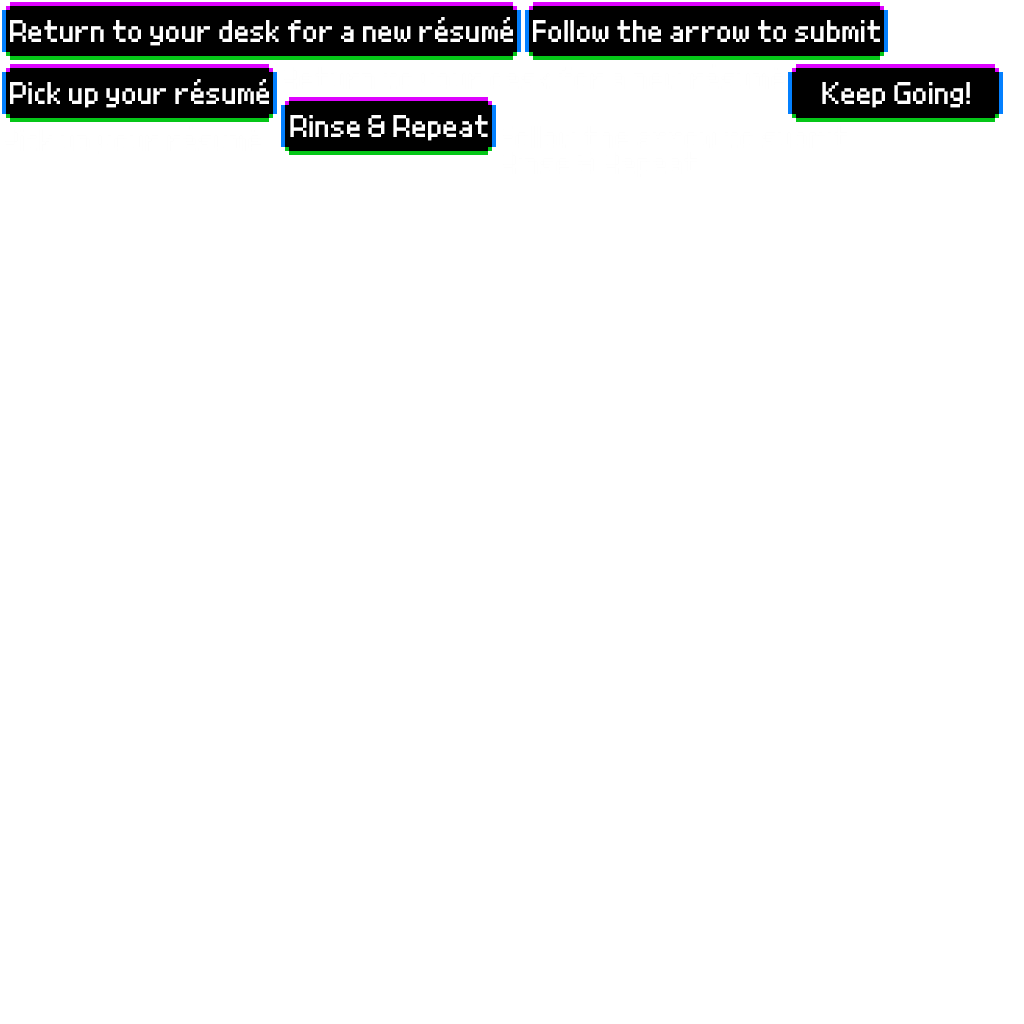 Return to your desk for a new résumé
Follow the arrow to submit
Pick up your résumé
Keep Going!
Rinse & Repeat